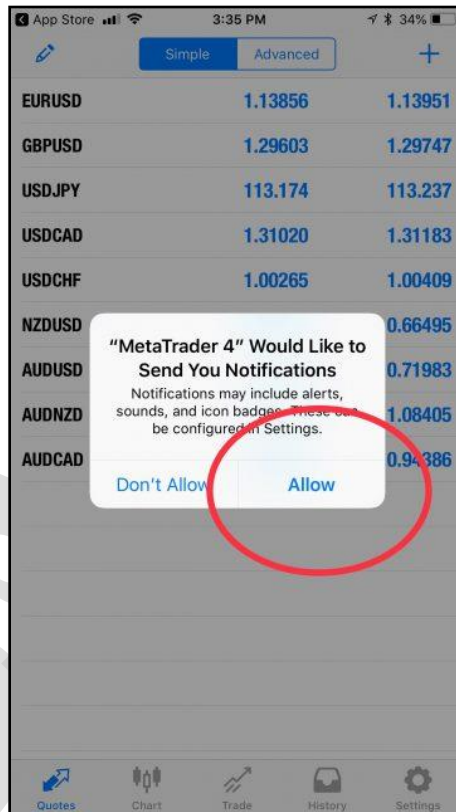 App Store 3:35 PM 34%
Simple Advanced +
EURUSD 1.13856 1.13951
GBPUSD 1.29603 1.29747
USDJPY 113.174 113.237
USDCAD 1.31020 1.31183
USDCHF 1.00265 1.00409
NZDUSD 0.66495
AUDUSD 0.71983
AUDNZD 1.08405
AUDCAD 0.94386
“MetaTrader 4” Would Like to
Send You Notifications
Notifications may include alerts,
sounds, and icon badges. These can
be configured in Settings.
Don't Allow Allow
Quotes Chart Trade History Settings